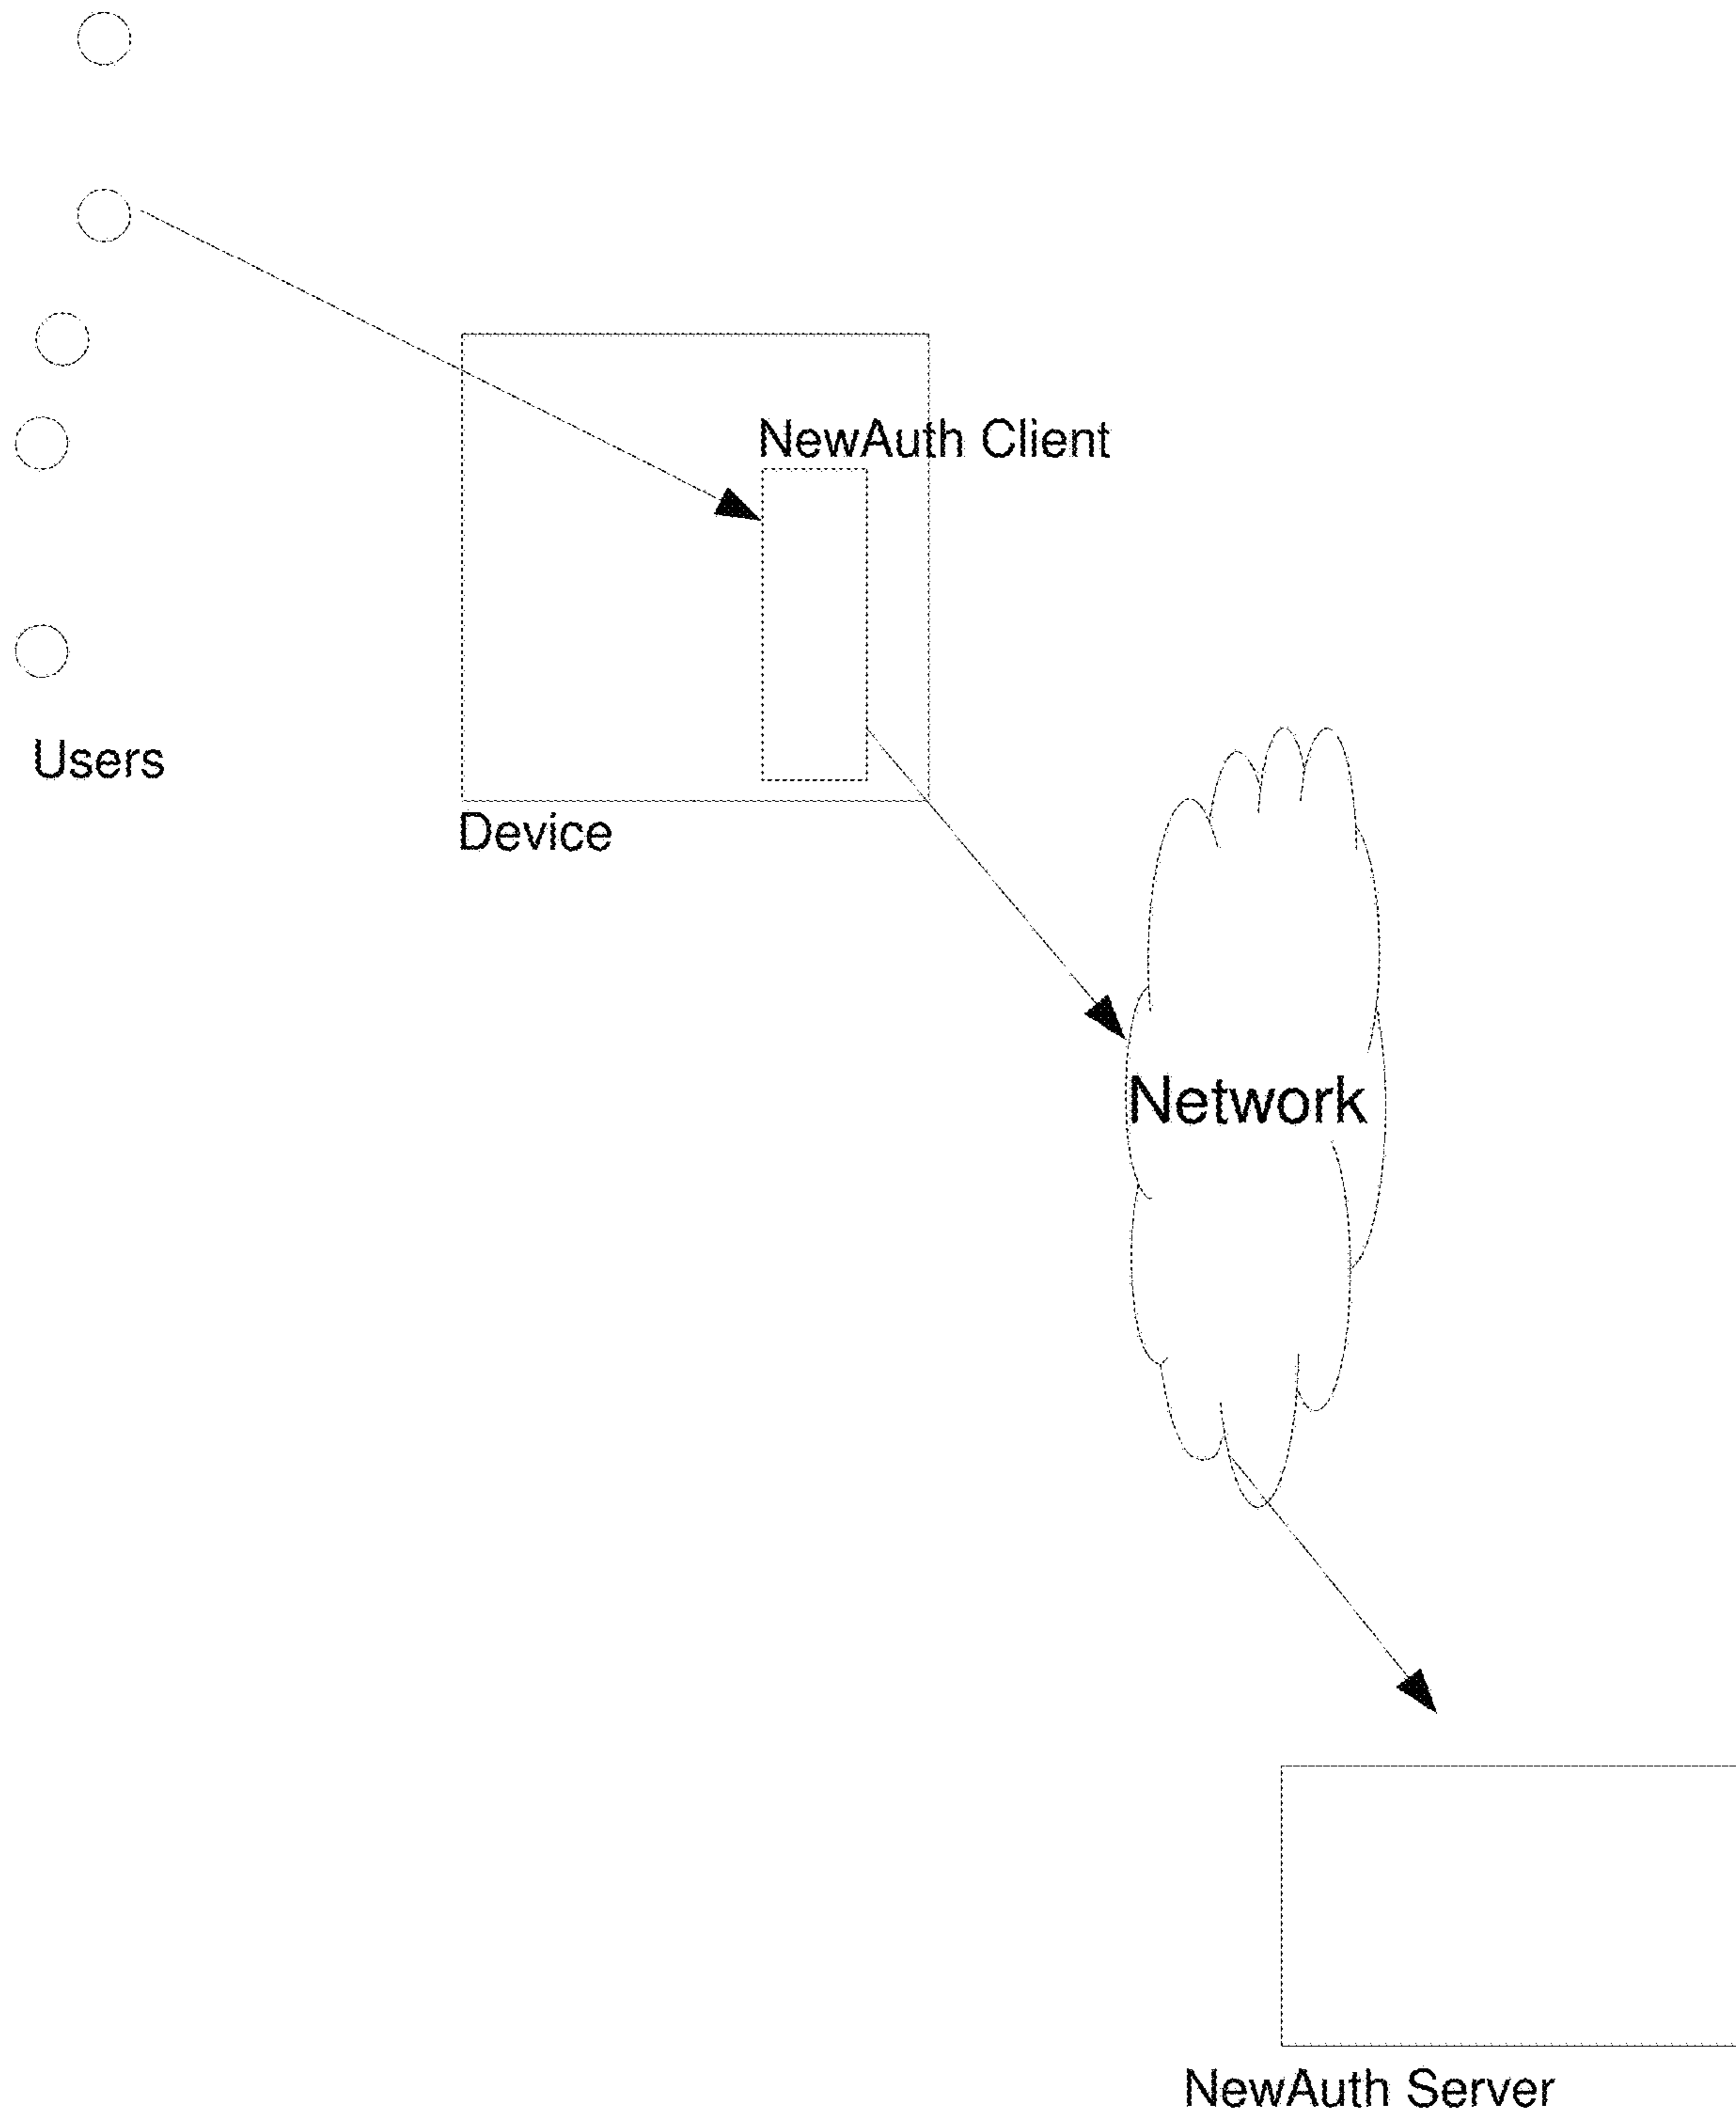 NewAuth Client
Users
Device
Network
NewAuth Server